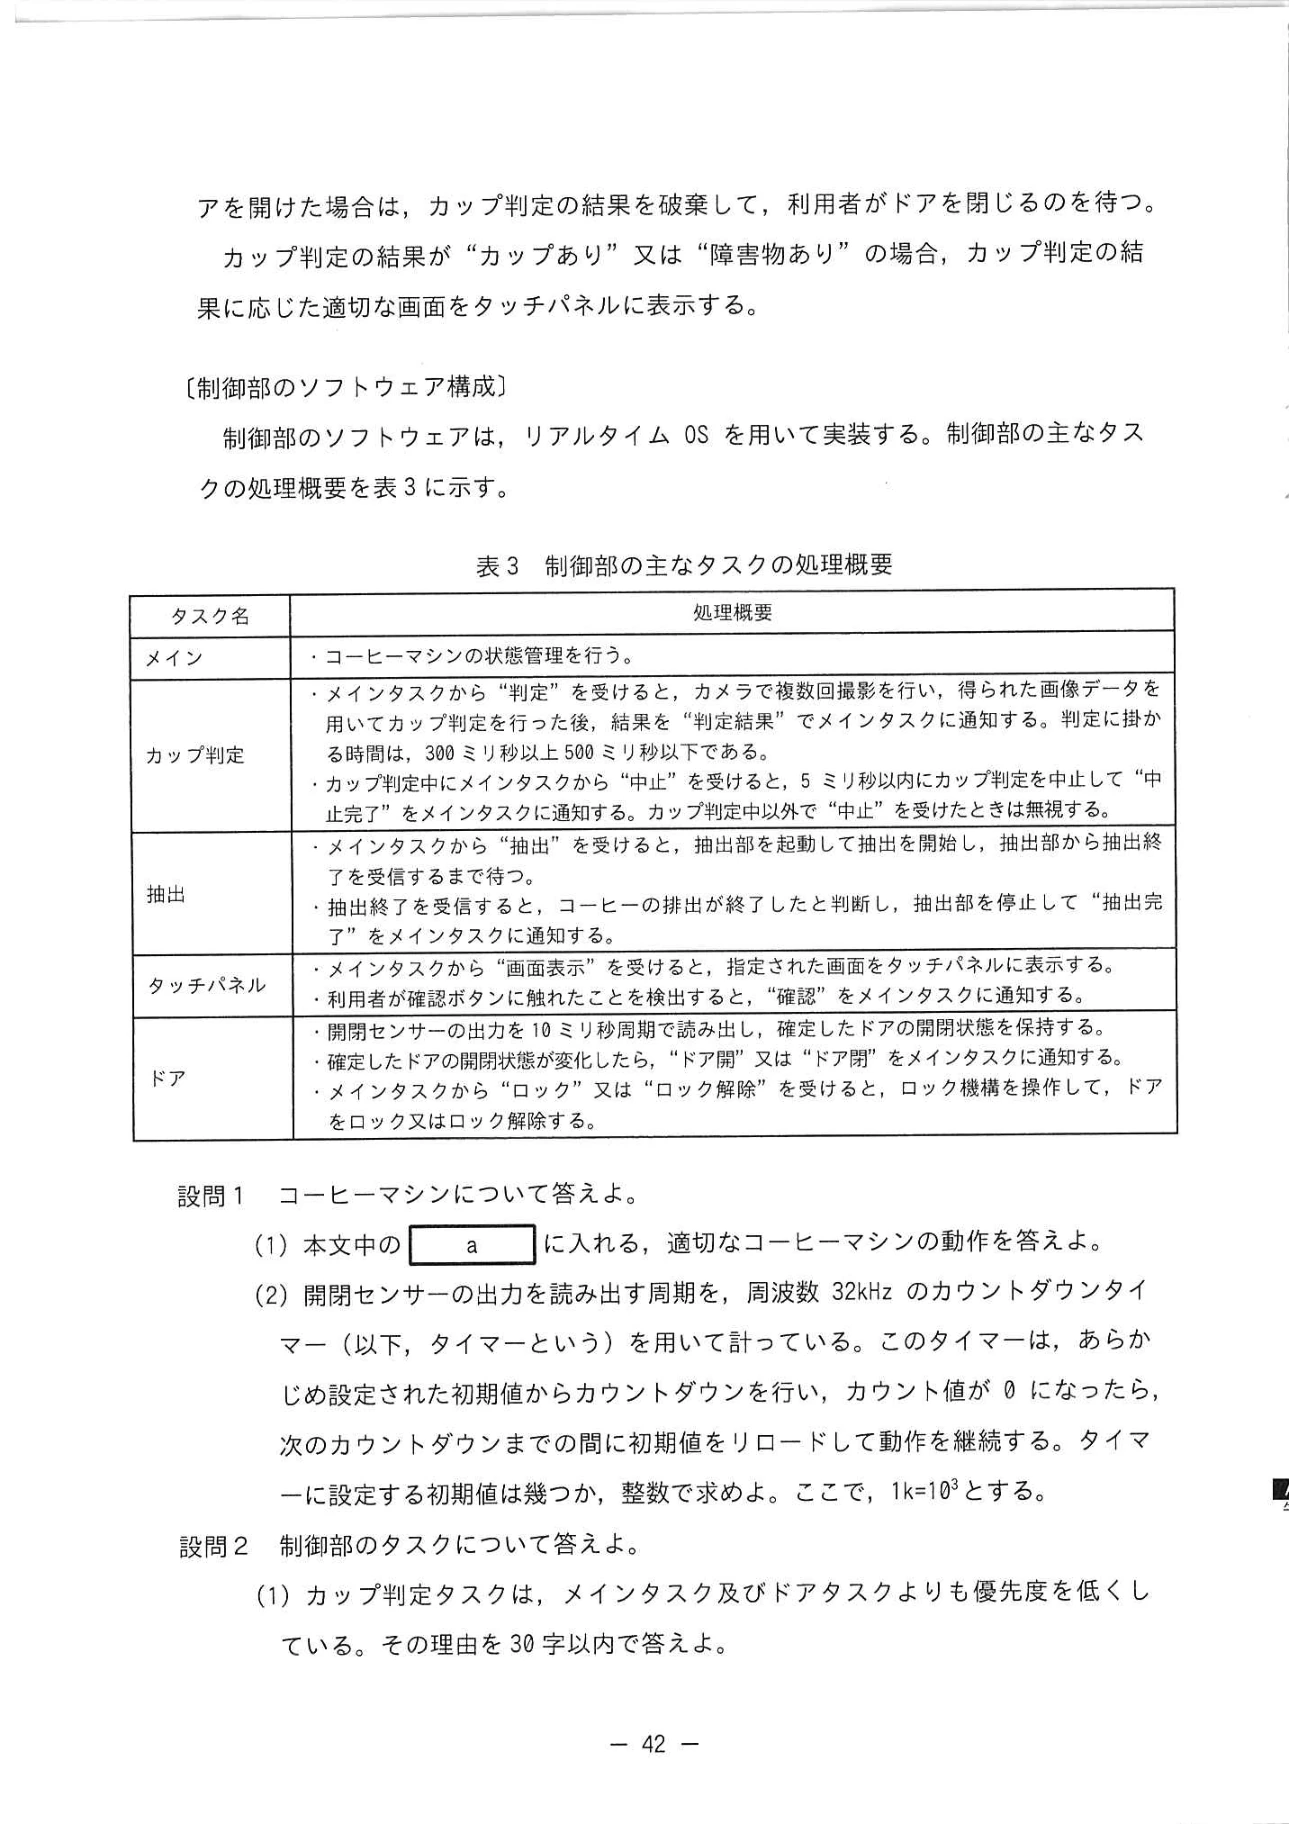 アを開けた場合は，カップ判定の結果を破棄して，利用者がドアを閉じるのを待つ。
カップ判定の結果が“カップあり”又は“障害物あり”の場合，カップ判定の結
果に応じた適切な画面をタッチパネルに表示する。
〔制御部のソフトウェア構成〕
制御部のソフトウェアは，リアルタイム OS を用いて実装する。制御部の主なタス
クの処理概要を表3に示す。
表3　制御部の主なタスクの処理概要
タスク名　処理概要
メイン　・コーヒーマシンの状態管理を行う。
カップ判定
・メインタスクから“判定”を受けると，カメラで複数回撮影を行い，得られた画像データを
用いてカップ判定を行った後，結果を“判定結果”でメインタスクに通知する。判定に掛か
る時間は，300 ミリ秒以上 500 ミリ秒以下である。
・カップ判定中にメインタスクから“中止”を受けると，5 ミリ秒以内にカップ判定を中止して“中
止完了”をメインタスクに通知する。カップ判定中以外で“中止”を受けたときは無視する。
抽出
・メインタスクから“抽出”を受けると，抽出部を起動して抽出を開始し，抽出部から抽出終
了を受信するまで待つ。
・抽出終了を受信すると，コーヒーの排出が終了したと判断し，抽出部を停止して“抽出完
了”をメインタスクに通知する。
タッチパネル
・メインタスクから“画面表示”を受けると，指定された画面をタッチパネルに表示する。
・利用者が確認ボタンに触れたことを検出すると，“確認”をメインタスクに通知する。
ドア
・開閉センサーの出力を 10 ミリ秒周期で読み出し，確定したドアの開閉状態を保持する。
・確定したドアの開閉状態が変化したら，“ドア開”又は“ドア閉”をメインタスクに通知する。
・メインタスクから“ロック”又は“ロック解除”を受けると，ロック機構を操作して，ドア
をロック又はロック解除する。
設問1　コーヒーマシンについて答えよ。
(1) 本文中の a に入れる，適切なコーヒーマシンの動作を答えよ。
(2) 開閉センサーの出力を読み出す周期を，周波数 32kHz のカウントダウンタイ
マー（以下，タイマーという）を用いて計っている。このタイマーは，あらか
じめ設定された初期値からカウントダウンを行い，カウント値が 0 になったら，
次のカウントダウンまでの間に初期値をリロードして動作を継続する。タイマ
ーに設定する初期値は幾つか，整数で求めよ。ここで，1k=10³とする。
設問2　制御部のタスクについて答えよ。
(1) カップ判定タスクは，メインタスク及びドアタスクよりも優先度を低くし
ている。その理由を 30 字以内で答えよ。
－ 42 －